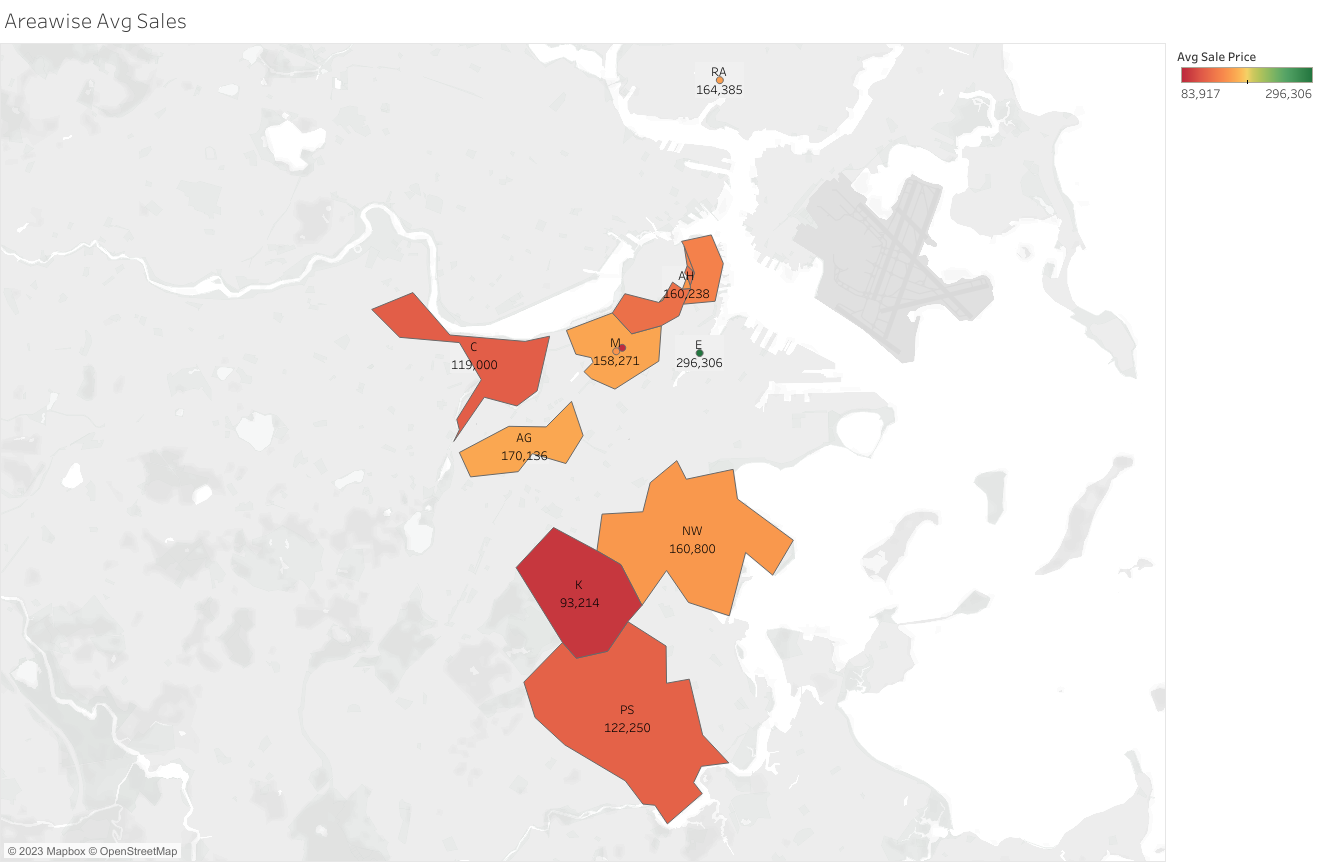 Areawise Avg Sales
Avg Sale Price
83,917 296,306
RA
164,385
AH
160,238
C
119,000
M
158,271
E
296,306
AG
170,136
NW
160,800
K
93,214
PS
122,250
© 2023 Mapbox © OpenStreetMap